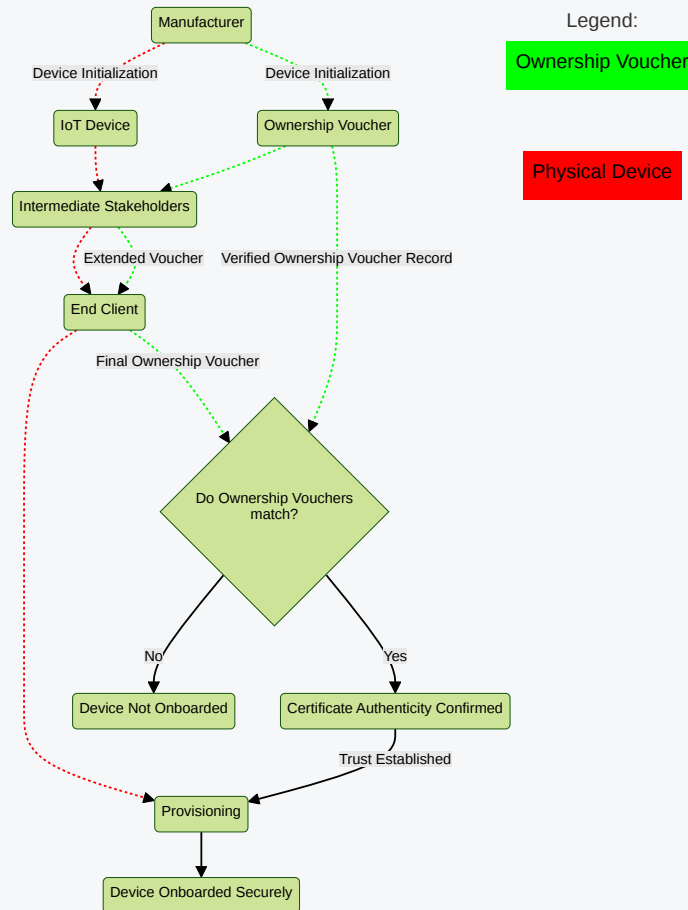 Manufacturer
Legend:
Ownership Voucher
Device Initialization
Device Initialization
IoT Device
Ownership Voucher
Physical Device
Intermediate Stakeholders
Extended Voucher
Verified Ownership Voucher Record
End Client
Final Ownership Voucher
Do Ownership Vouchers
match?
No
Yes
Device Not Onboarded
Certificate Authenticity Confirmed
Trust Established
Provisioning
Device Onboarded Securely